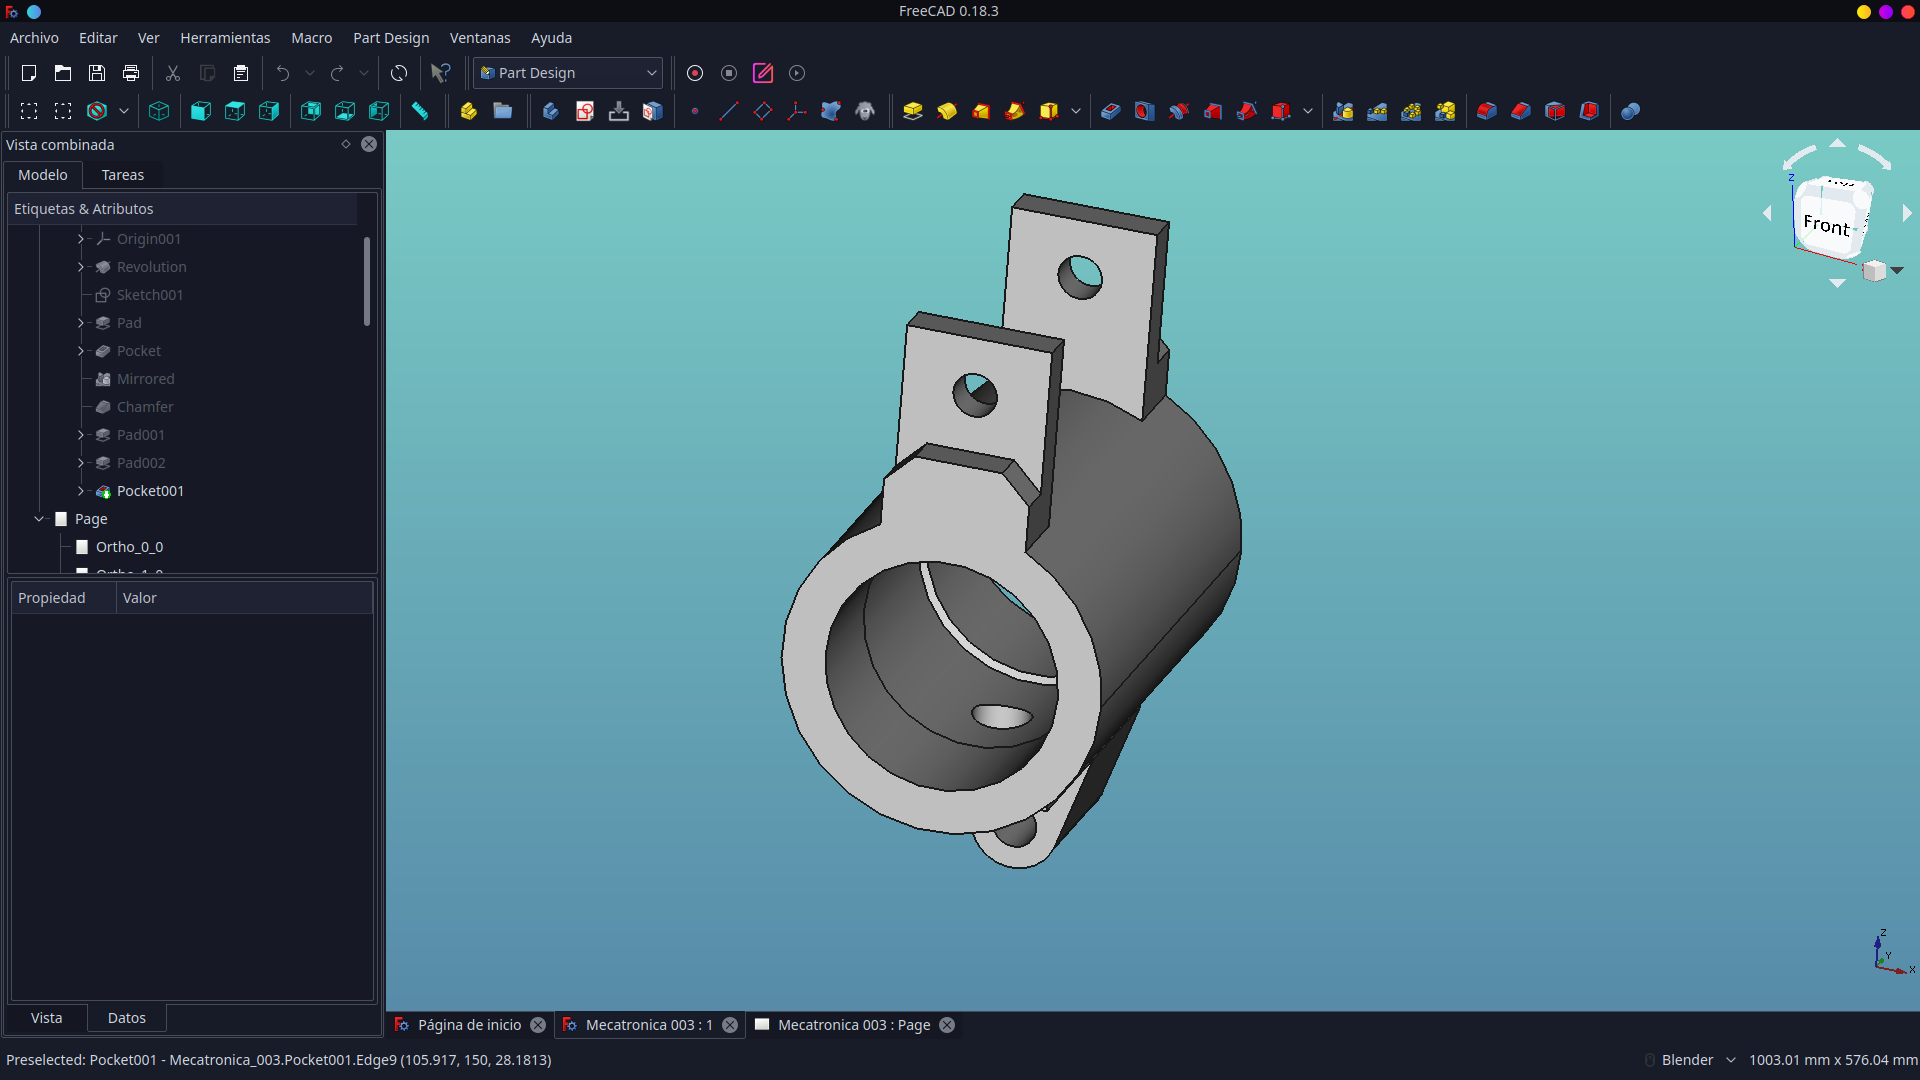 FreeCAD 0.18.3
Archivo Editar Ver Herramientas Macro Part Design Ventanas Ayuda
Part Design
Vista combinada
Modelo Tareas
Etiquetas & Atributos
Origin001
Revolution
Sketch001
Pad
Pocket
Mirrored
Chamfer
Pad001
Pad002
Pocket001
Page
Ortho_0_0
Propiedad Valor
Vista Datos
Z
Front
Z
Y
X
Página de inicio Mecatronica 003 : 1 Mecatronica 003 : Page
Preselected: Pocket001 - Mecatronica_003.Pocket001.Edge9 (105.917, 150, 28.1813) Blender 1003.01 mm x 576.04 mm